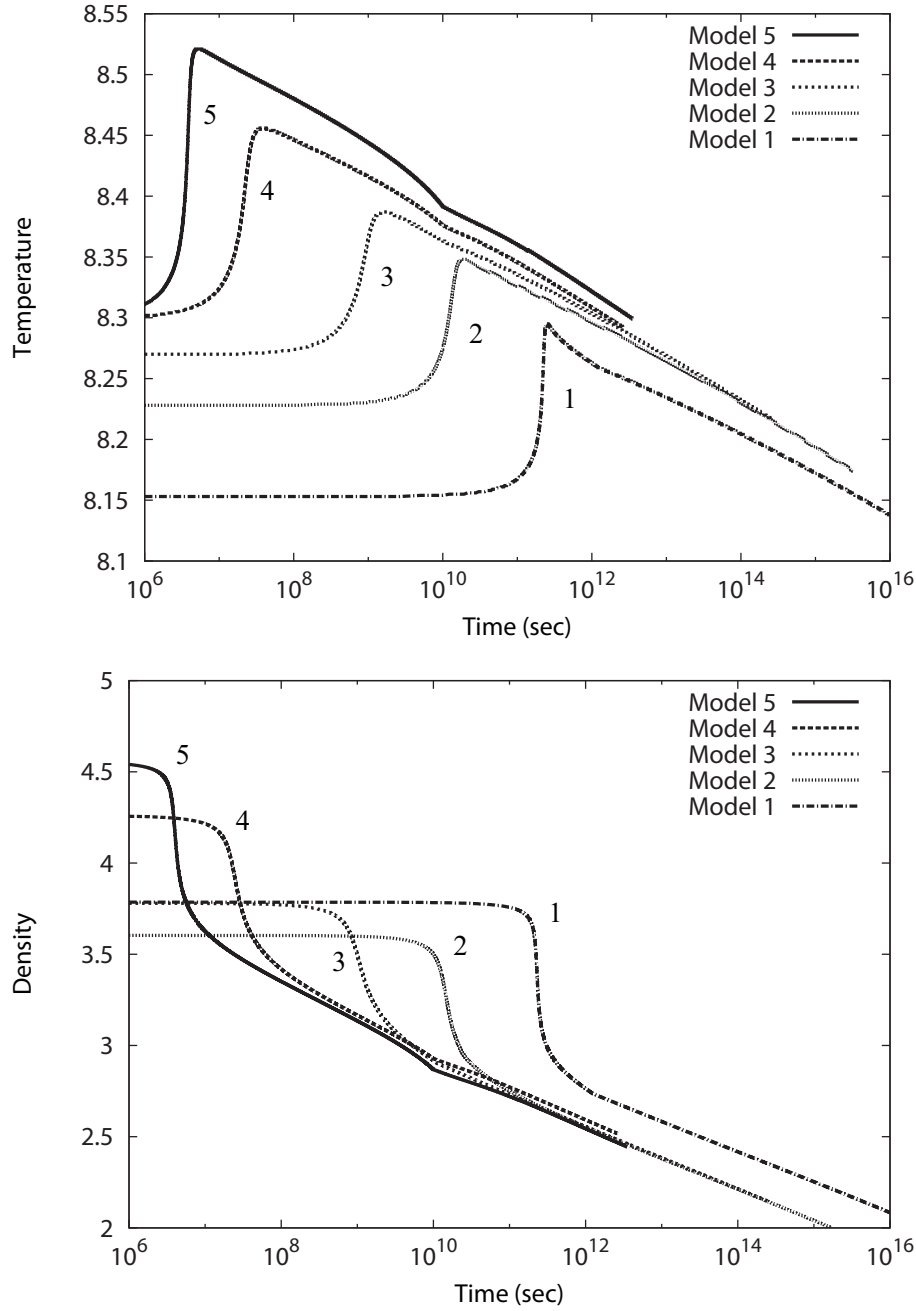 8.55
8.5
8.45
8.4
8.35
8.3
8.25
8.2
8.15
8.1
Temperature
Model 5
Model 4
Model 3
Model 2
Model 1
5
4
3
2
1
10^6
10^8
10^10
10^12
10^14
10^16
Time (sec)
5
4.5
4
3.5
3
2.5
2
Density
Model 5
Model 4
Model 3
Model 2
Model 1
5
4
3
2
1
10^6
10^8
10^10
10^12
10^14
10^16
Time (sec)